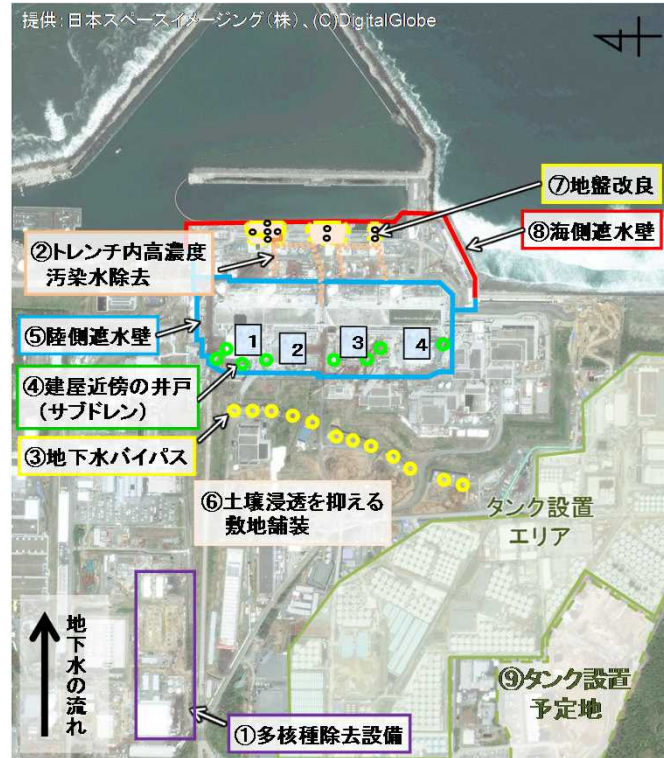 提供：日本スペースイメージング（株）、(C)DigitalGlobe
⑦地盤改良
⑧海側遮水壁
②トレンチ内高濃度
汚染水除去
⑤陸側遮水壁
1
2
3
4
④建屋近傍の井戸
（サブドレン）
③地下水バイパス
⑥土壌浸透を抑える
敷地舗装
タンク設置
エリア
地下水の流れ
⑨タンク設置
予定地
①多核種除去設備